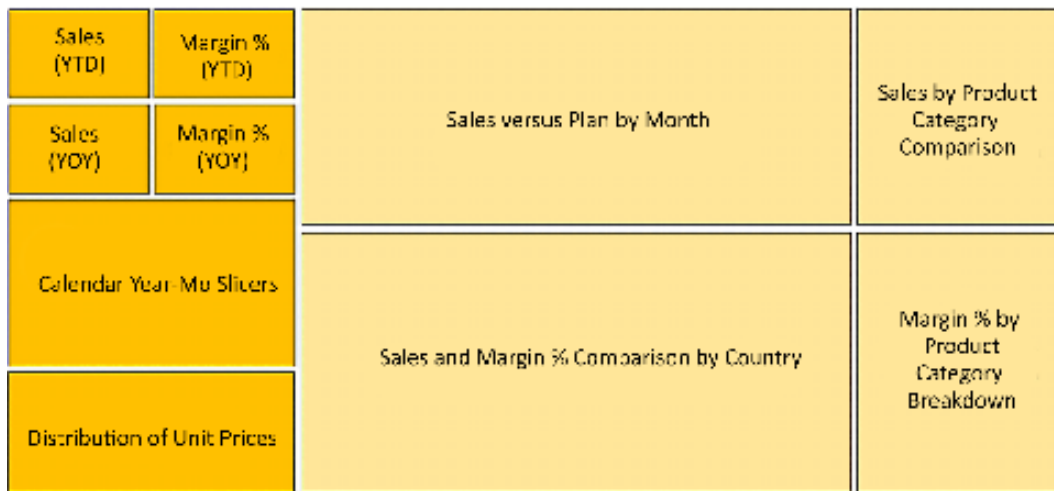 Sales
(YTD)
Margin %
(YTD)
Sales
(YOY)
Margin %
(YOY)
Calendar Year-Mo Slicers
Distribution of Unit Prices
Sales versus Plan by Month
Sales and Margin % Comparison by Country
Sales by Product
Category
Comparison
Margin % by
Product
Category
Breakdown